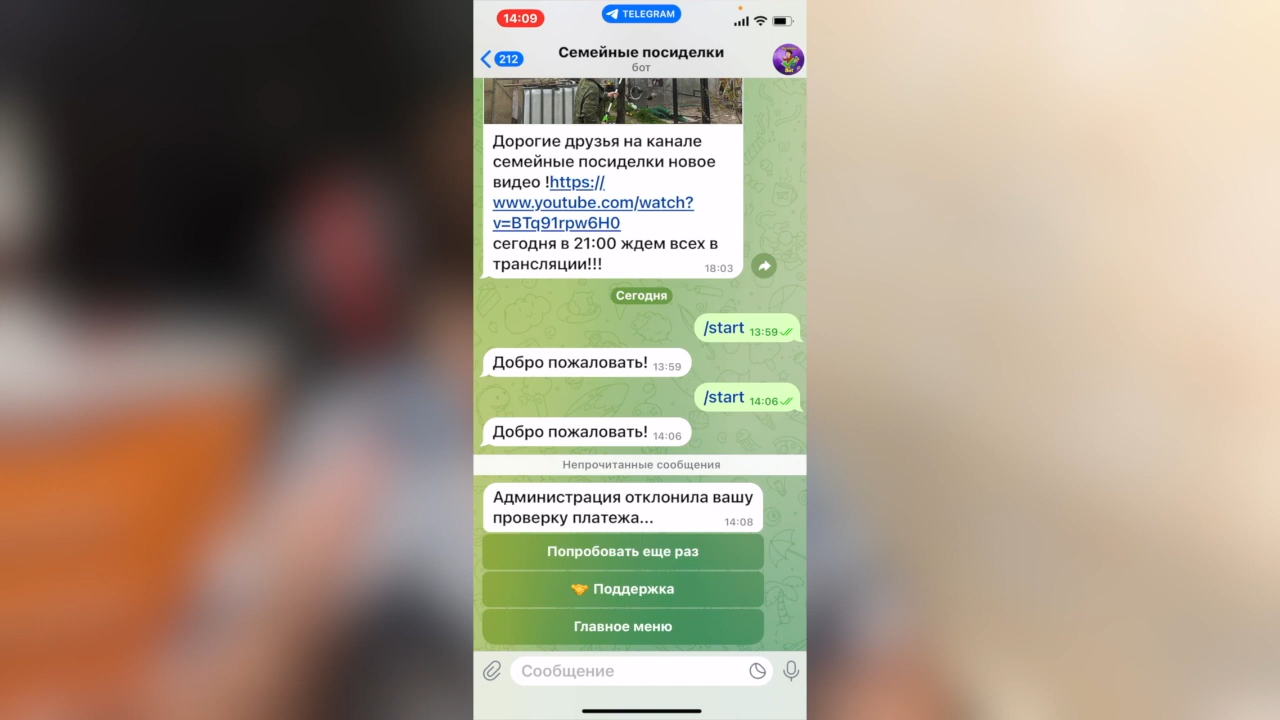 14:09
TELEGRAM
212
Семейные посиделки
бот
Дорогие друзья на канале
семейные посиделки новое
видео !https://
www.youtube.com/watch?
v=BTq91rpw6H0
сегодня в 21:00 ждем всех в
трансляции!!!
18:03
Сегодня
/start 13:59
Добро пожаловать! 13:59
/start 14:06
Добро пожаловать! 14:06
Непрочитанные сообщения
Администрация отклонила вашу
проверку платежа...
14:08
Попробовать еще раз
Поддержка
Главное меню
Сообщение